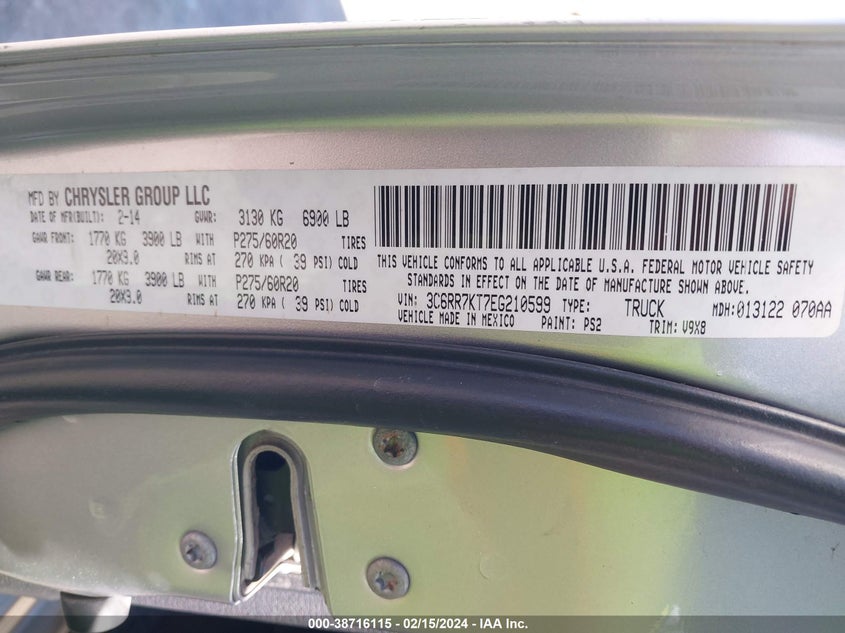 MFD BY CHRYSLER GROUP LLC
DATE OF MFR(BUILT): 2-14 GVWR: 3130 KG 6900 LB
GAWR FRONT: 1770 KG 3900 LB WITH P275/60R20 TIRES
20X9.0 RIMS AT 270 KPA ( 39 PSI) COLD
GAWR REAR: 1770 KG 3900 LB WITH P275/60R20 TIRES
20X9.0 RIMS AT 270 KPA ( 39 PSI) COLD
THIS VEHICLE CONFORMS TO ALL APPLICABLE U.S.A. FEDERAL MOTOR VEHICLE SAFETY
STANDARDS IN EFFECT ON THE DATE OF MANUFACTURE SHOWN ABOVE.
VIN: 3C6RR7KT7EG210599 TYPE: TRUCK MDH:013122 070AA
VEHICLE MADE IN MEXICO PAINT: PS2 TRIM: V9X8
000-38716115 - 02/15/2024 - IAA Inc.